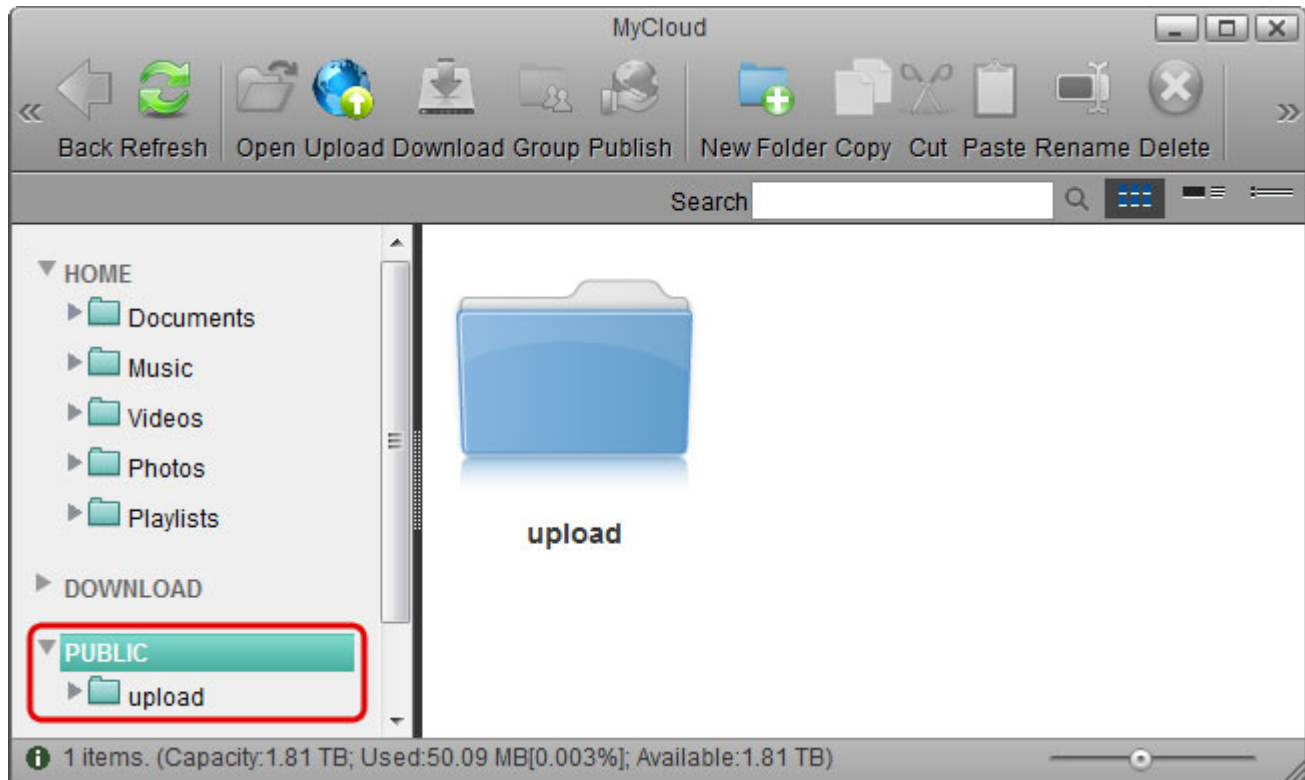 MyCloud
Back Refresh Open Upload Download Group Publish New Folder Copy Cut Paste Rename Delete
Search
HOME
Documents
Music
Videos
Photos
Playlists
DOWNLOAD
PUBLIC
upload
upload
1 items. (Capacity:1.81 TB; Used:50.09 MB[0.003%]; Available:1.81 TB)